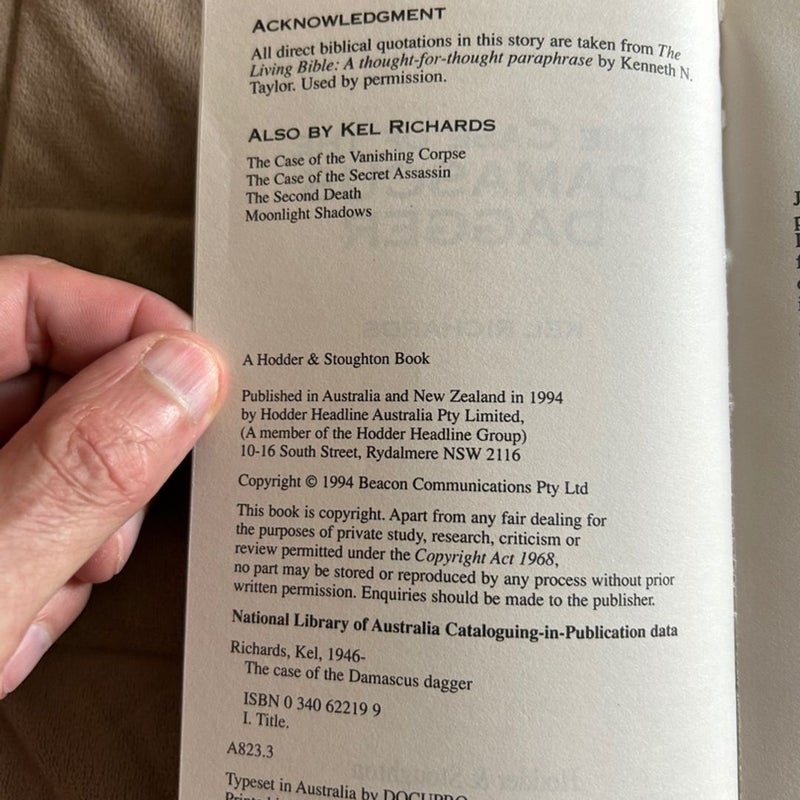 ACKNOWLEDGMENT
All direct biblical quotations in this story are taken from The
Living Bible: A thought-for-thought paraphrase by Kenneth N.
Taylor. Used by permission.
ALSO BY KEL RICHARDS
The Case of the Vanishing Corpse
The Case of the Secret Assassin
The Second Death
Moonlight Shadows
A Hodder & Stoughton Book
Published in Australia and New Zealand in 1994
by Hodder Headline Australia Pty Limited,
(A member of the Hodder Headline Group)
10-16 South Street, Rydalmere NSW 2116
Copyright © 1994 Beacon Communications Pty Ltd
This book is copyright. Apart from any fair dealing for
the purposes of private study, research, criticism or
review permitted under the Copyright Act 1968,
no part may be stored or reproduced by any process without prior
written permission. Enquiries should be made to the publisher.
National Library of Australia Cataloguing-in-Publication data
Richards, Kel, 1946-
The case of the Damascus dagger
ISBN 0 340 62219 9
I. Title.
A823.3
Typeset in Australia by DOCUPRO